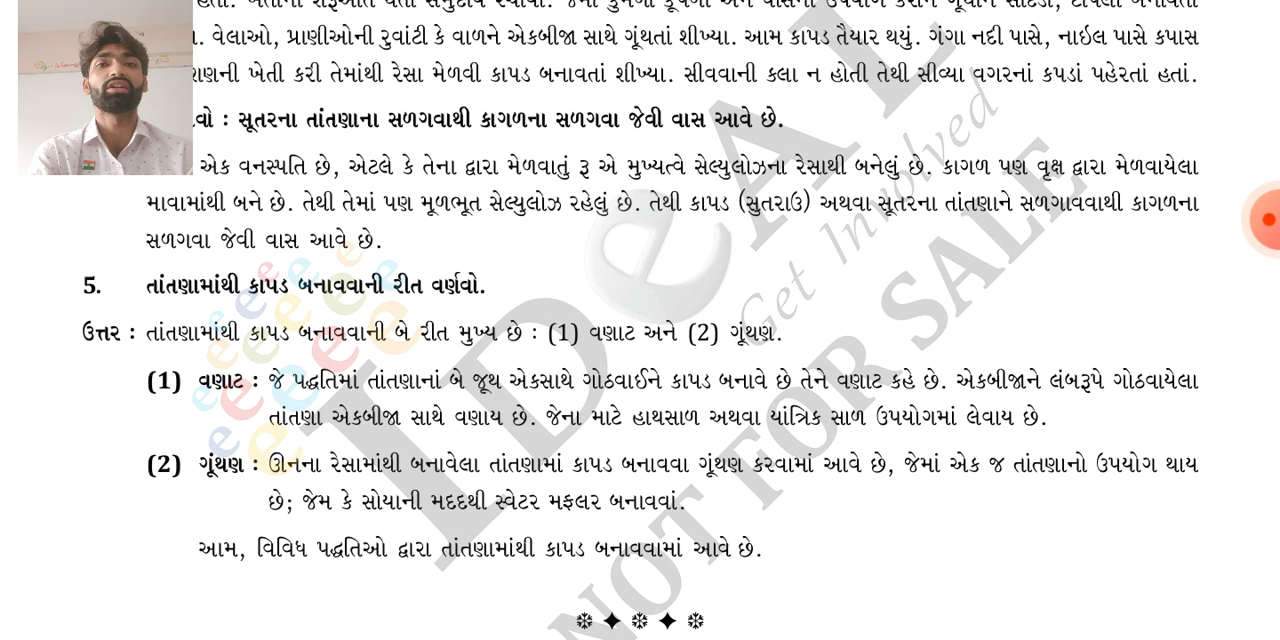 વેલાઓ, પ્રાણીઓની રુવાંટી કે વાળને એકબીજા સાથે ગૂંથતાં શીખ્યા. આમ કાપડ તૈયાર થયું. ગંગા નદી પાસે, નાઇલ પાસે કપાસ
ખેતી કરી તેમાંથી રેસા મેળવી કાપડ બનાવતાં શીખ્યા. સીવવાની કલા ન હોતી તેથી સીવ્યા વગરનાં કપડાં પહેરતાં હતાં.
: સૂતરના તાંતણાના સળગવાથી કાગળના સળગવા જેવી વાસ આવે છે.
એક વનસ્પતિ છે, એટલે કે તેના દ્વારા મેળવાતું રૂ એ મુખ્યત્વે સેલ્યુલોઝના રેસાથી બનેલું છે. કાગળ પણ વૃક્ષ દ્વારા મેળવાયેલા
માવામાંથી બને છે. તેથી તેમાં પણ મૂળભૂત સેલ્યુલોઝ રહેલું છે. તેથી કાપડ (સુતરાઉ) અથવા સૂતરના તાંતણાને સળગાવવાથી કાગળના
સળગવા જેવી વાસ આવે છે.
5. તાંતણામાંથી કાપડ બનાવવાની રીત વર્ણવો.
ઉત્તર : તાંતણામાંથી કાપડ બનાવવાની બે રીત મુખ્ય છે : (1) વણાટ અને (2) ગૂંથણ.
(1) વણાટ : જે પદ્ધતિમાં તાંતણાનાં બે જૂથ એકસાથે ગોઠવાઈને કાપડ બનાવે છે તેને વણાટ કહે છે. એકબીજાને લંબરૂપે ગોઠવાયેલા
તાંતણા એકબીજા સાથે વણાય છે. જેના માટે હાથસાળ અથવા યાંત્રિક સાળ ઉપયોગમાં લેવાય છે.
(2) ગૂંથણ : ઊનના રેસામાંથી બનાવેલા તાંતણામાં કાપડ બનાવવા ગૂંથણ કરવામાં આવે છે, જેમાં એક જ તાંતણાનો ઉપયોગ થાય
છે; જેમ કે સોયાની મદદથી સ્વેટર મફલર બનાવવાં.
આમ, વિવિધ પદ્ધતિઓ દ્વારા તાંતણામાંથી કાપડ બનાવવામાં આવે છે.
IDeAL
Get Involved
NOT FOR SALE